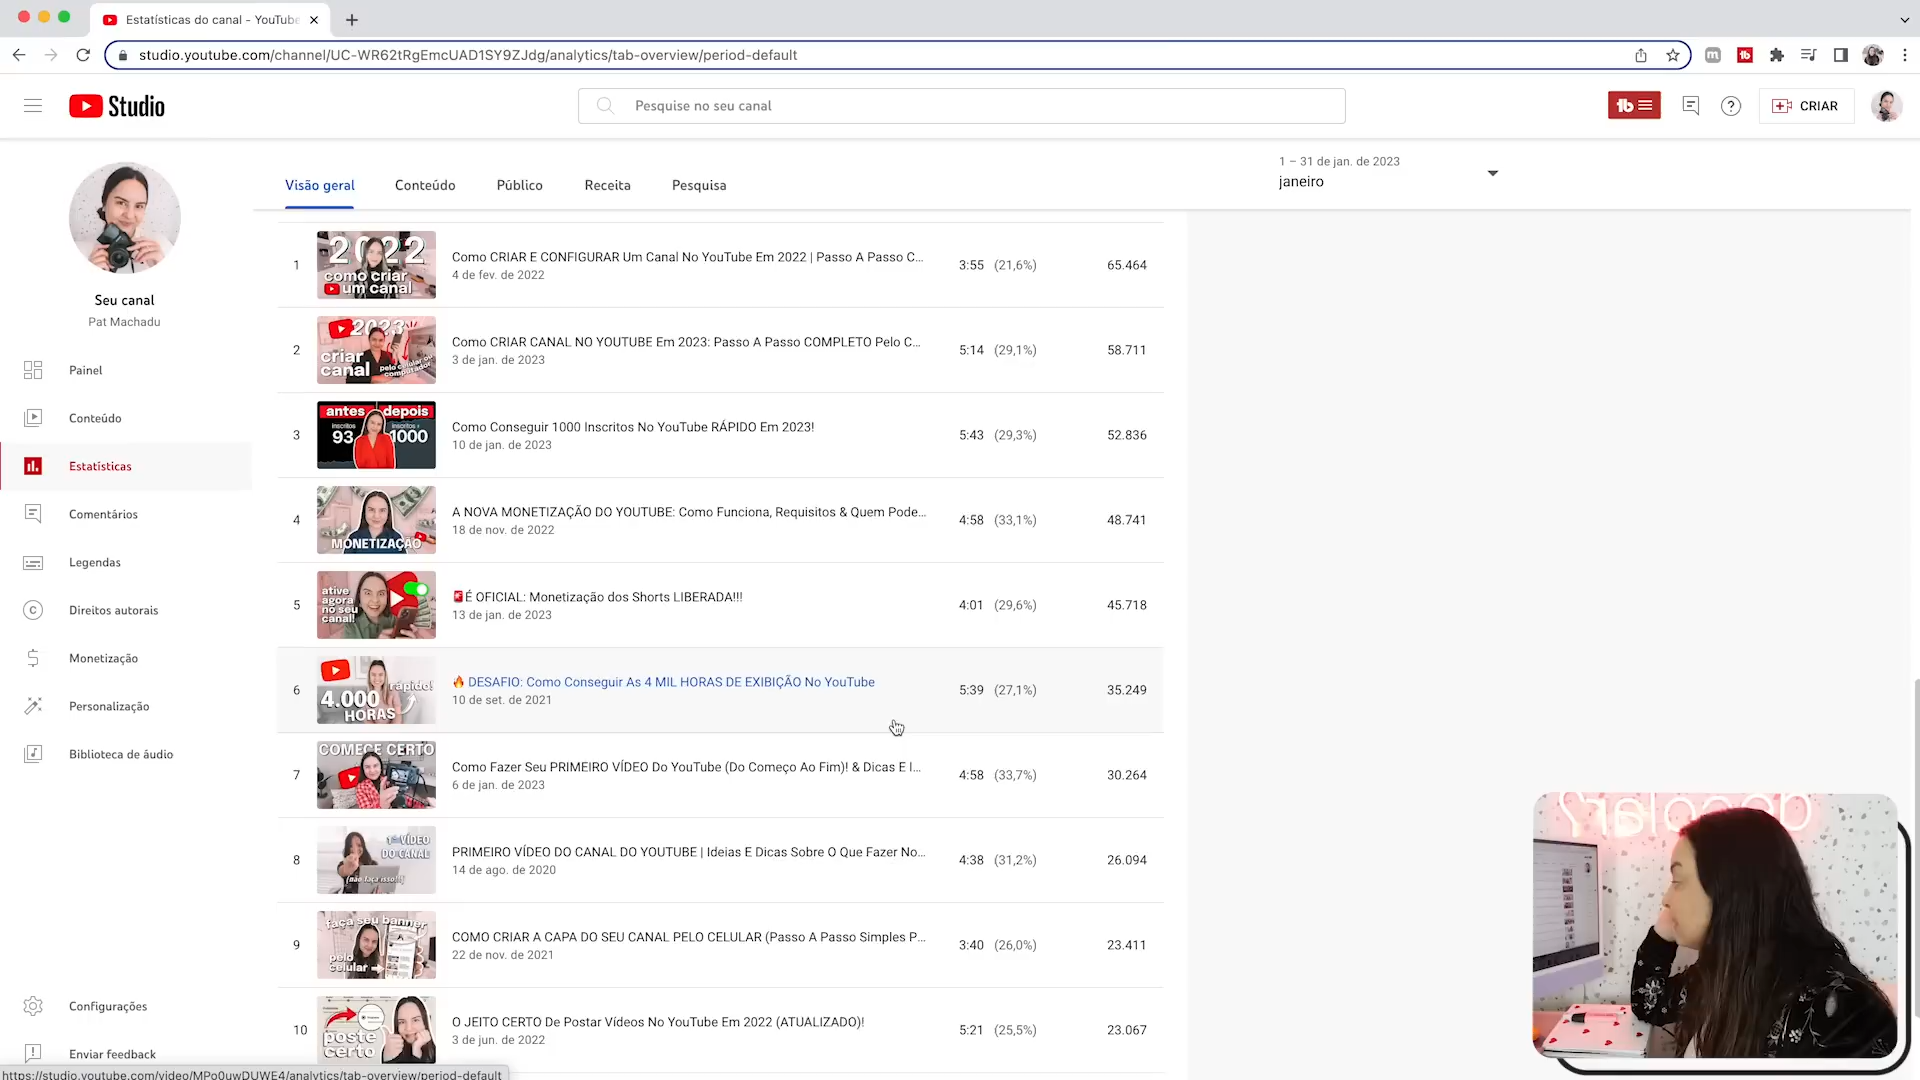 Estatísticas do canal - YouTube
studio.youtube.com/channel/UC-WR62tRgEmcUAD1SY9ZJdg/analytics/tab-overview/period-default
Studio
Pesquise no seu canal
CRIAR
Seu canal
Pat Machadu
Painel
Conteúdo
Estatísticas
Comentários
Legendas
Direitos autorais
Monetização
Personalização
Biblioteca de áudio
Configurações
Enviar feedback
Visão geral
Conteúdo
Público
Receita
Pesquisa
1 – 31 de jan. de 2023
janeiro
1
2022
como criar
um canal
Como CRIAR E CONFIGURAR Um Canal No YouTube Em 2022 | Passo A Passo C...
4 de fev. de 2022
3:55 (21,6%) 65.464
2
2023
criar
canal
pelo celular ou
computador!
Como CRIAR CANAL NO YOUTUBE Em 2023: Passo A Passo COMPLETO Pelo C...
3 de jan. de 2023
5:14 (29,1%) 58.711
3
antes depois
inscritos inscritos
93 1000
Como Conseguir 1000 Inscritos No YouTube RÁPIDO Em 2023!
10 de jan. de 2023
5:43 (29,3%) 52.836
4
MONETIZAÇÃO
A NOVA MONETIZAÇÃO DO YOUTUBE: Como Funciona, Requisitos & Quem Pode...
18 de nov. de 2022
4:58 (33,1%) 48.741
5
ative
agora
no seu
canal!
🚨É OFICIAL: Monetização dos Shorts LIBERADA!!!
13 de jan. de 2023
4:01 (29,6%) 45.718
6
rápido!
4.000
HORAS
🔥 DESAFIO: Como Conseguir As 4 MIL HORAS DE EXIBIÇÃO No YouTube
10 de set. de 2021
5:39 (27,1%) 35.249
7
COMECE CERTO
Como Fazer Seu PRIMEIRO VÍDEO Do YouTube (Do Começo Ao Fim)! & Dicas E I...
6 de jan. de 2023
4:58 (33,7%) 30.264
8
1º VÍDEO
DO CANAL
(não faça isso!!)
PRIMEIRO VÍDEO DO CANAL DO YOUTUBE | Ideias E Dicas Sobre O Que Fazer No...
14 de ago. de 2020
4:38 (31,2%) 26.094
9
faça seu banner
pelo
celular
COMO CRIAR A CAPA DO SEU CANAL PELO CELULAR (Passo A Passo Simples P...
22 de nov. de 2021
3:40 (26,0%) 23.411
10
poste
certo
O JEITO CERTO De Postar Vídeos No YouTube Em 2022 (ATUALIZADO)!
3 de jun. de 2022
5:21 (25,5%) 23.067
https://studio.youtube.com/video/MPo0uwDUWE4/analytics/tab-overview/period-default